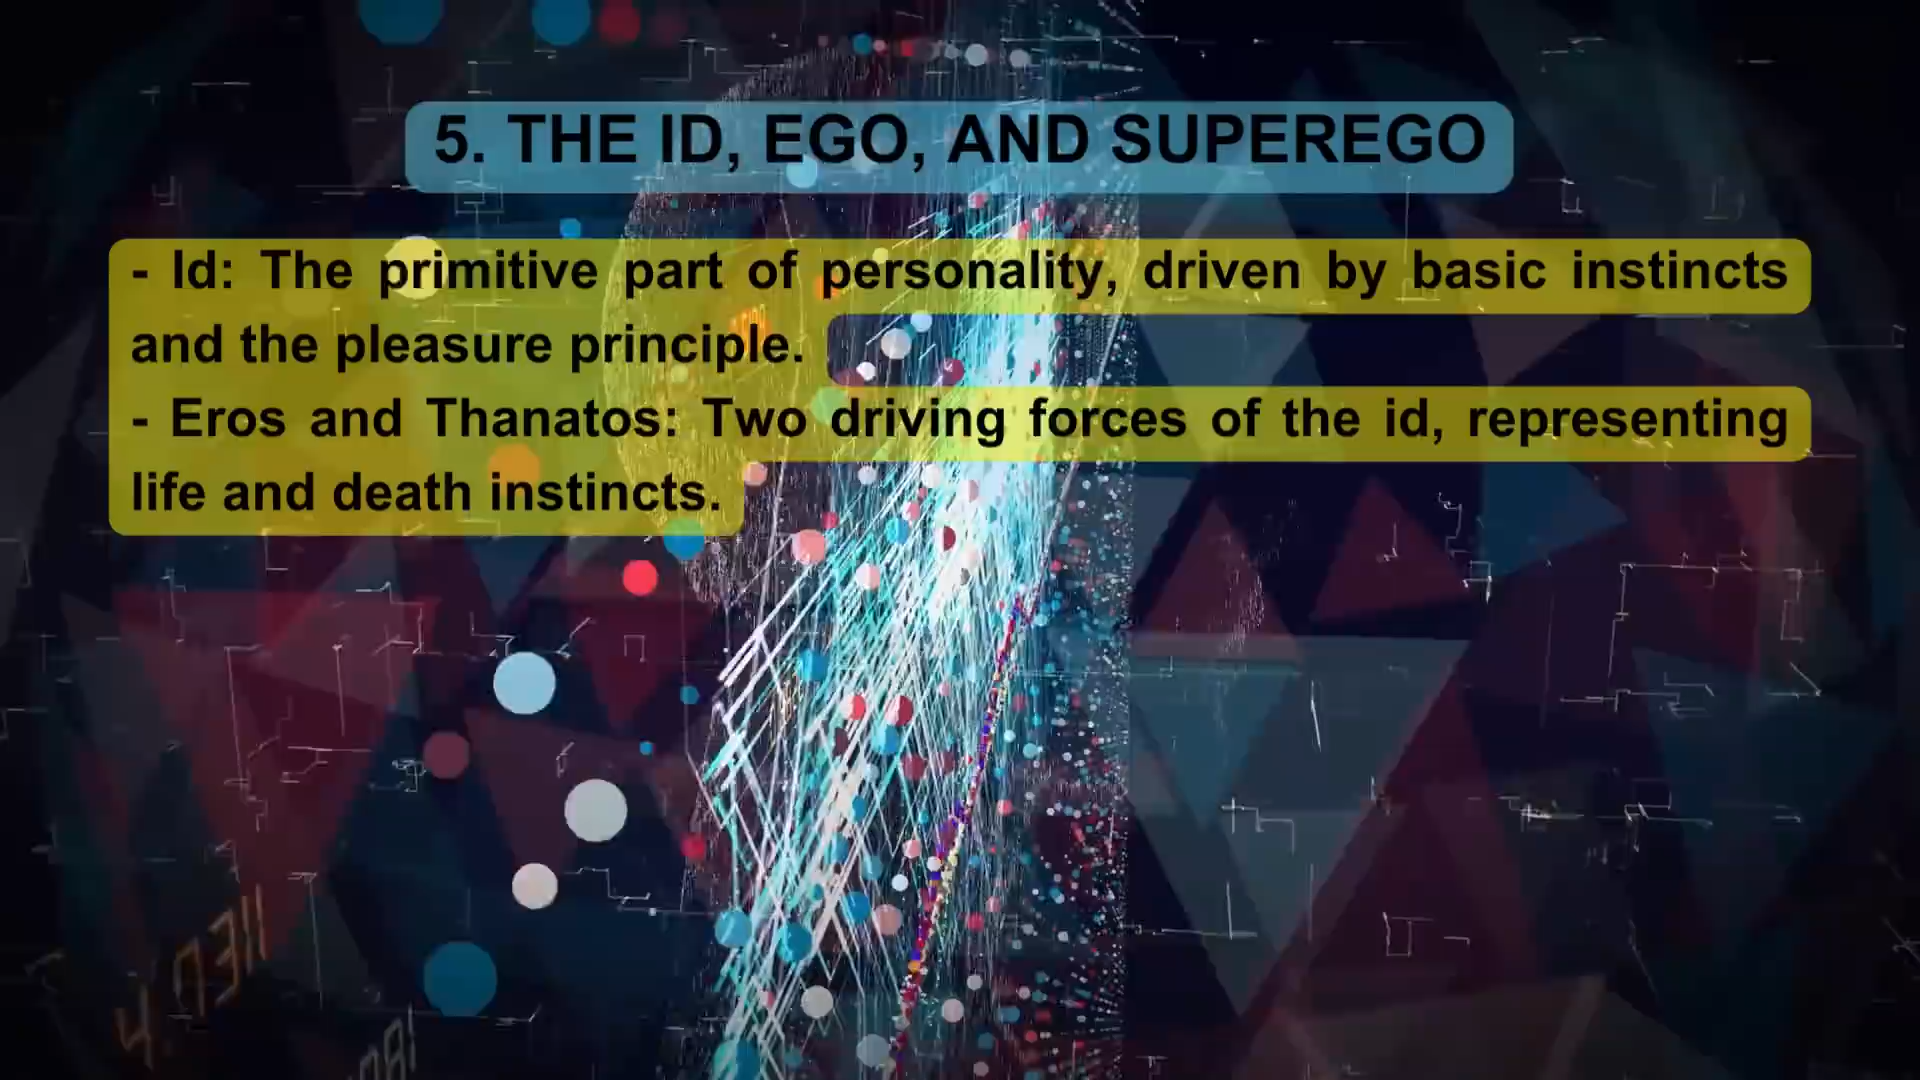 5. THE ID, EGO, AND SUPEREGO
- Id: The primitive part of personality, driven by basic instincts
and the pleasure principle.
- Eros and Thanatos: Two driving forces of the id, representing
life and death instincts.